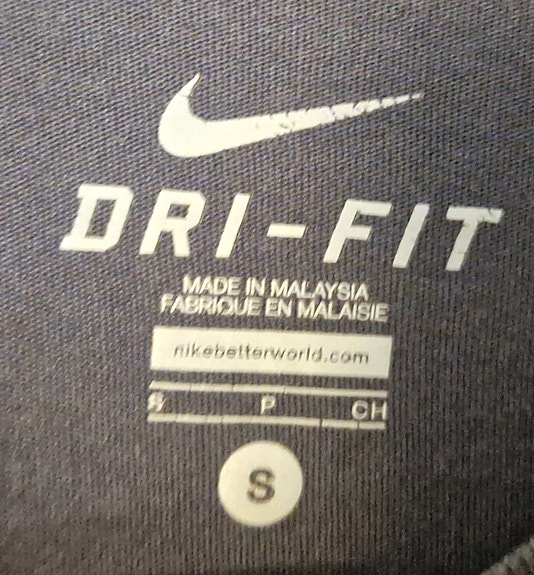 DRI-FIT
MADE IN MALAYSIA
FABRIQUE EN MALAISIE
nikebetterworld.com
S P CH
S